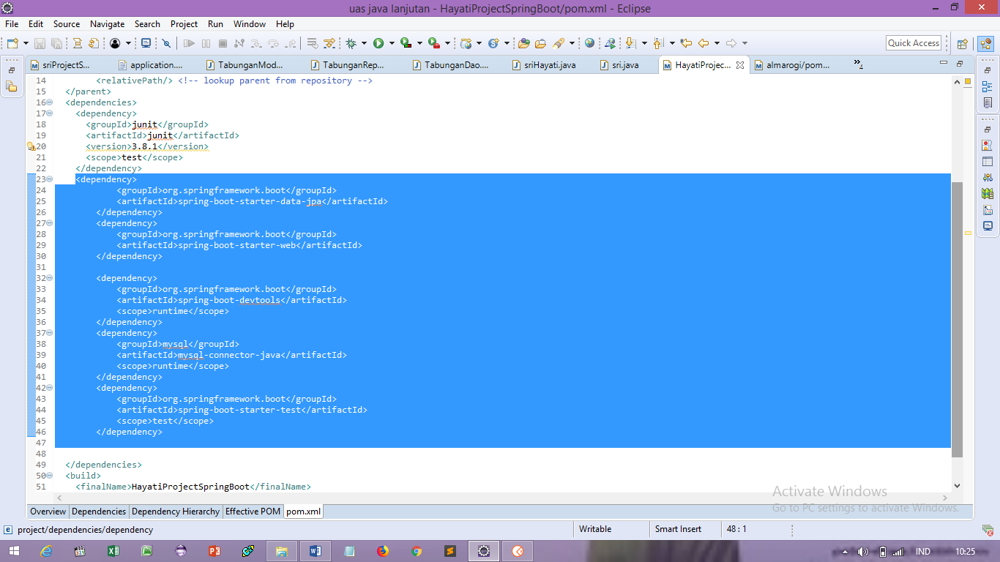 uas java lanjutan - HayatiProjectSpringBoot/pom.xml - Eclipse
File Edit Source Navigate Search Project Run Window Help
Quick Access
sriProjectS... application.... TabunganMod... TabunganRep... TabunganDao.... sriHayati.java sri.java HayatiProjec... almarogi/pom... »4
14 <relativePath/> <!-- lookup parent from repository -->
15 </parent>
16 <dependencies>
17 <dependency>
18 <groupId>junit</groupId>
19 <artifactId>junit</artifactId>
20 <version>3.8.1</version>
21 <scope>test</scope>
22 </dependency>
23 <dependency>
24 <groupId>org.springframework.boot</groupId>
25 <artifactId>spring-boot-starter-data-jpa</artifactId>
26 </dependency>
27 <dependency>
28 <groupId>org.springframework.boot</groupId>
29 <artifactId>spring-boot-starter-web</artifactId>
30 </dependency>
31
32 <dependency>
33 <groupId>org.springframework.boot</groupId>
34 <artifactId>spring-boot-devtools</artifactId>
35 <scope>runtime</scope>
36 </dependency>
37 <dependency>
38 <groupId>mysql</groupId>
39 <artifactId>mysql-connector-java</artifactId>
40 <scope>runtime</scope>
41 </dependency>
42 <dependency>
43 <groupId>org.springframework.boot</groupId>
44 <artifactId>spring-boot-starter-test</artifactId>
45 <scope>test</scope>
46 </dependency>
47
48
49 </dependencies>
50 <build>
51 <finalName>HayatiProjectSpringBoot</finalName>
Activate Windows
Go to PC settings to activate Windows.
Overview Dependencies Dependency Hierarchy Effective POM pom.xml
project/dependencies/dependency Writable Smart Insert 48 : 1
IND 10:25